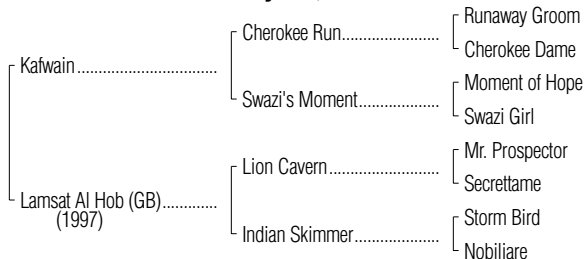 Runaway Groom
Cherokee Run....................
Cherokee Dame
Kafwain................................
Moment of Hope
Swazi's Moment..................
Swazi Girl
Mr. Prospector
Lion Cavern.........................
Secrettame
Lamsat Al Hob (GB).............
(1997)
Storm Bird
Indian Skimmer....................
Nobiliare